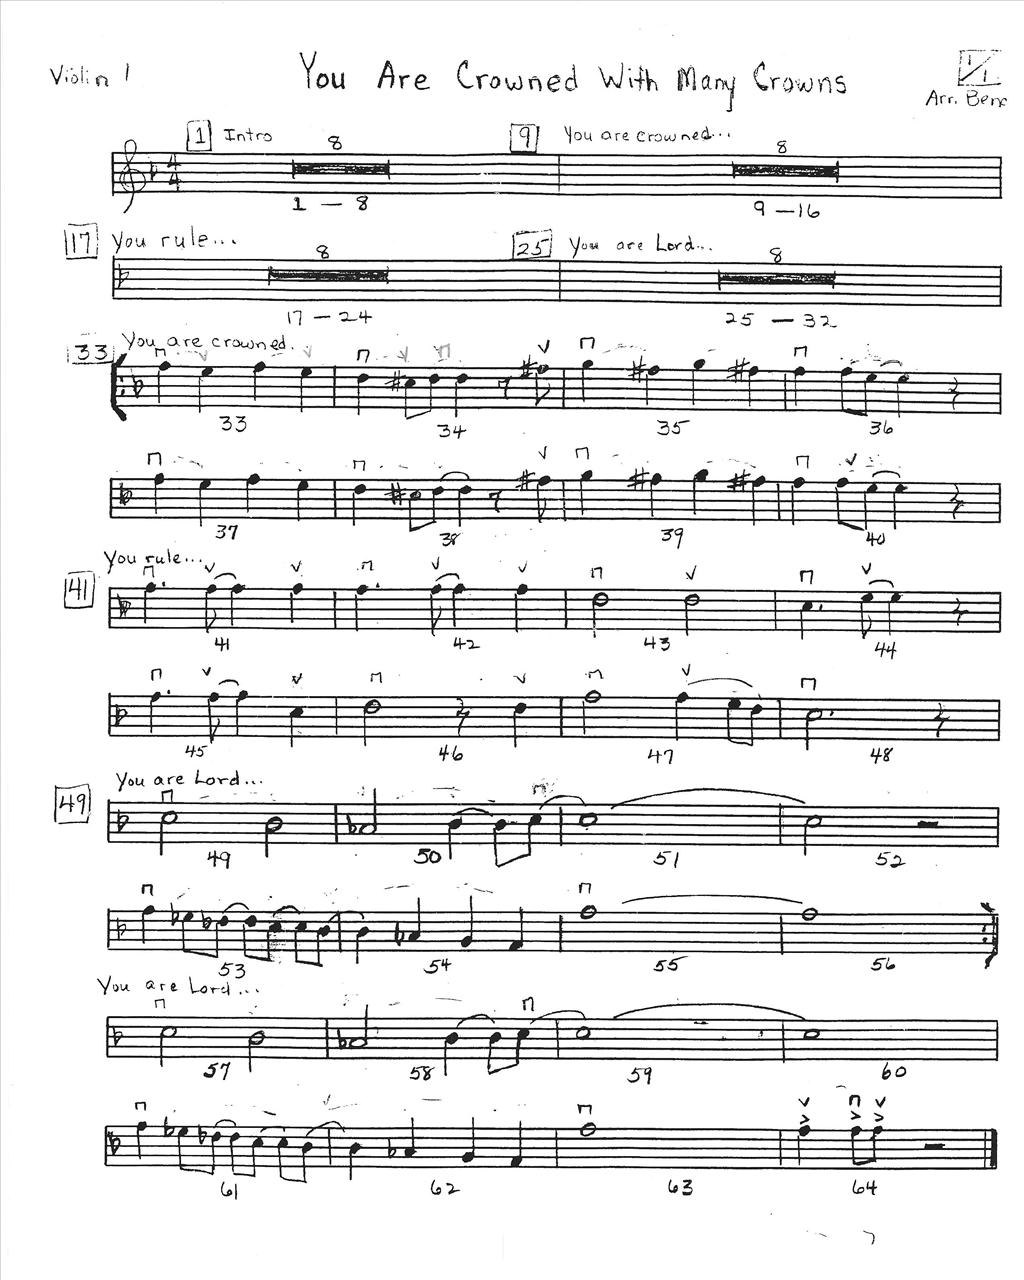 Violin 1 You Are Crowned With Many Crowns V1
Arr. Benc
1 Intro 8 9 You are crowned... 8
4
4
1 - 8 9 - 16
17 You rule... 8 25 You are Lord... 8
17 - 24 25 - 32
33 You are crowned.
33 34 35 36
37 38 39 40
You rule...
41
41 42 43 44
45 46 47 48
You are Lord...
49
49 50 51 52
53 54 55 56
You are Lord...
57 58 59 60
61 62 63 64